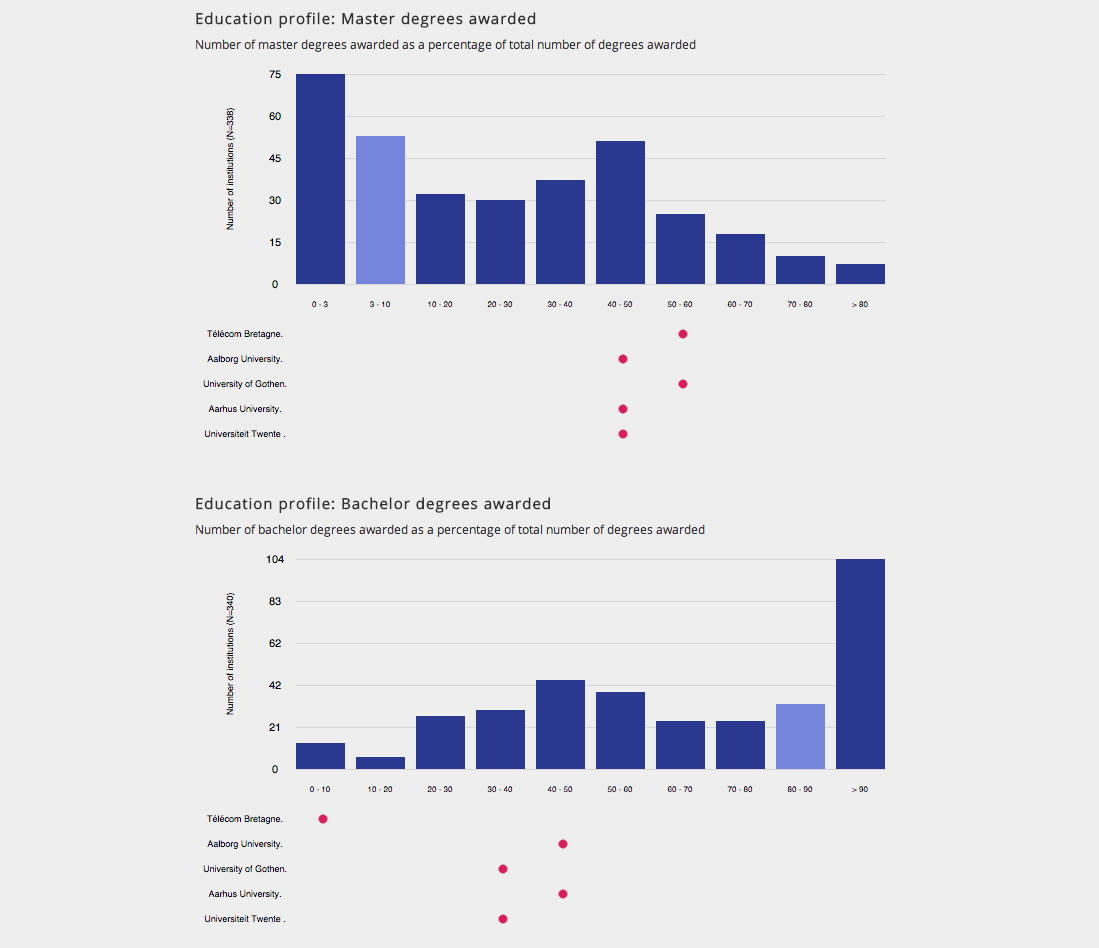 Education profile: Master degrees awarded
Number of master degrees awarded as a percentage of total number of degrees awarded
75
60
45
30
15
0
Number of institutions (N=338)
0 - 3 3 - 10 10 - 20 20 - 30 30 - 40 40 - 50 50 - 60 60 - 70 70 - 80 > 80
Télécom Bretagne.
Aalborg University.
University of Gothen.
Aarhus University.
Universiteit Twente .
Education profile: Bachelor degrees awarded
Number of bachelor degrees awarded as a percentage of total number of degrees awarded
104
83
62
42
21
0
Number of institutions (N=340)
0 - 10 10 - 20 20 - 30 30 - 40 40 - 50 50 - 60 60 - 70 70 - 80 80 - 90 > 90
Télécom Bretagne.
Aalborg University.
University of Gothen.
Aarhus University.
Universiteit Twente .